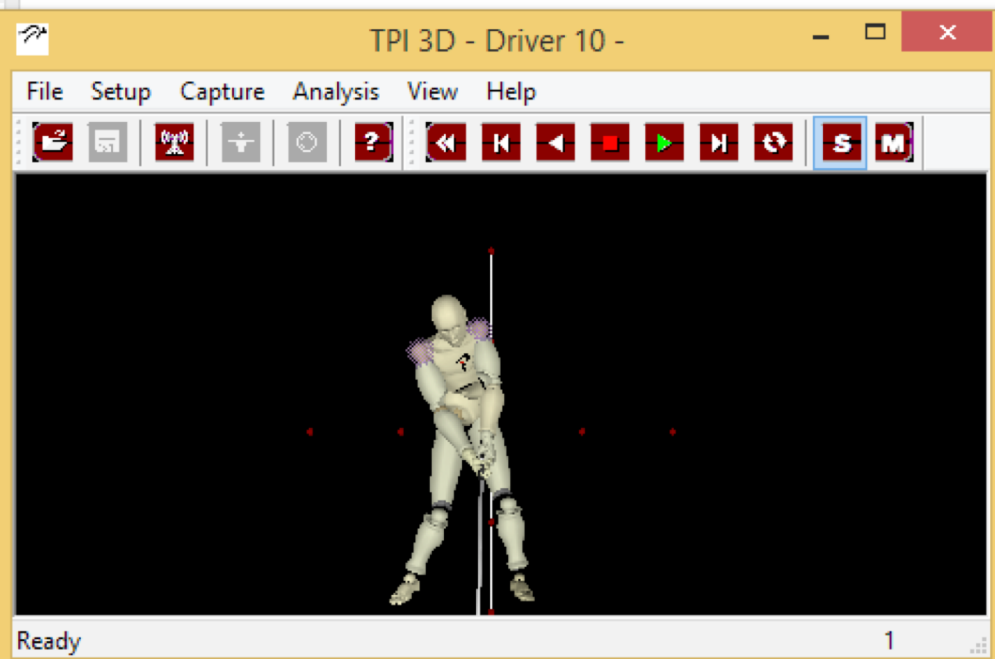 TPI 3D - Driver 10 -
File Setup Capture Analysis View Help
? S M
Ready 1